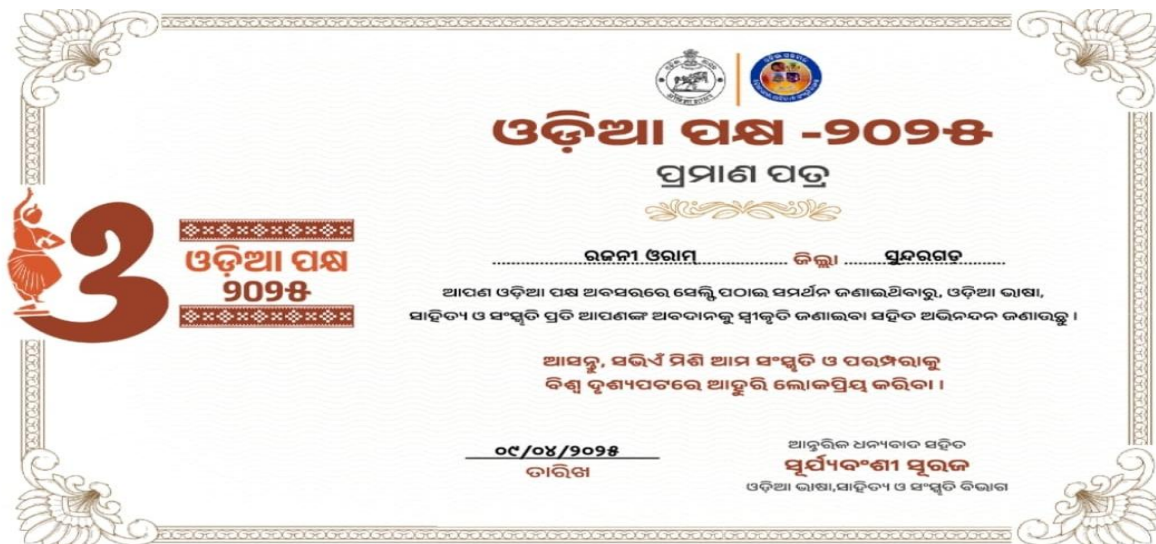 ଓଡ଼ିଆ ପକ୍ଷ -୨୦୨୫
ପ୍ରମାଣ ପତ୍ର
ଓଡ଼ିଆ ପକ୍ଷ
୨୦୨୫
ରଜନୀ ଓରାମ୍ ଜିଲ୍ଲା ସୁନ୍ଦରଗଡ
ଆପଣ ଓଡ଼ିଆ ପକ୍ଷ ଅବସରରେ ସେଲ୍ଫି ପଠାଇ ସମର୍ଥନ ଜଣାଇଥିବାରୁ, ଓଡ଼ିଆ ଭାଷା,
ସାହିତ୍ୟ ଓ ସଂସ୍କୃତି ପ୍ରତି ଆପଣଙ୍କ ଅବଦାନକୁ ସ୍ୱୀକୃତି ଜଣାଇବା ସହିତ ଅଭିନନ୍ଦନ ଜଣାଉଛୁ ।
ଆସନ୍ତୁ, ସଭିଏଁ ମିଶି ଆମ ସଂସ୍କୃତି ଓ ପରମ୍ପରାକୁ
ବିଶ୍ୱ ଦୃଶ୍ୟପଟରେ ଆହୁରି ଲୋକପ୍ରିୟ କରିବା ।
୦୯/୦୪/୨୦୨୫
ତାରିଖ
ଆନ୍ତରିକ ଧନ୍ୟବାଦ ସହିତ
ସୂର୍ଯ୍ୟବଂଶୀ ସୂରଜ
ଓଡ଼ିଆ ଭାଷା,ସାହିତ୍ୟ ଓ ସଂସ୍କୃତି ବିଭାଗ